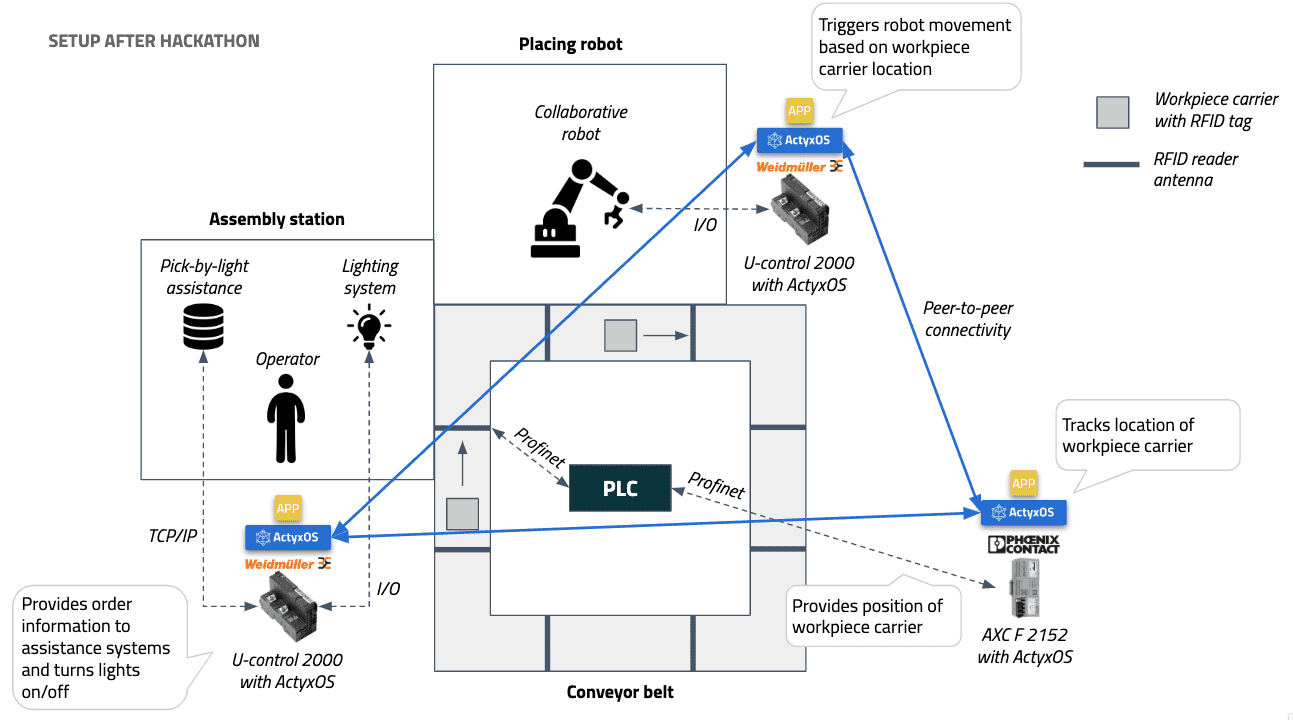 SETUP AFTER HACKATHON
Placing robot
Triggers robot movement
based on workpiece
carrier location
Workpiece carrier
with RFID tag
RFID reader
antenna
Collaborative
robot
APP
ActyxOS
Weidmüller
I/O
U-control 2000
with ActyxOS
Assembly station
Pick-by-light
assistance
Lighting
system
Operator
Peer-to-peer
connectivity
Tracks location of
workpiece carrier
Profinet
PLC
Profinet
APP
ActyxOS
PHŒNIX
CONTACT
AXC F 2152
with ActyxOS
Provides position of
workpiece carrier
TCP/IP
APP
ActyxOS
Weidmüller
I/O
U-control 2000
with ActyxOS
Provides order
information to
assistance systems
and turns lights
on/off
Conveyor belt